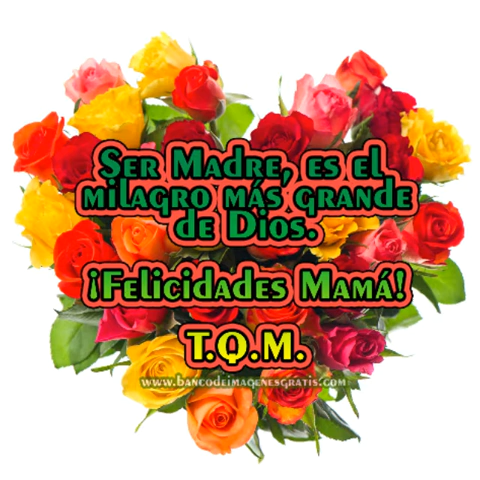 Ser Madre, es el
milagro más grande
de Dios.
¡Felicidades Mamá!
T.Q.M.
www.bancodeimagenesgratis.com